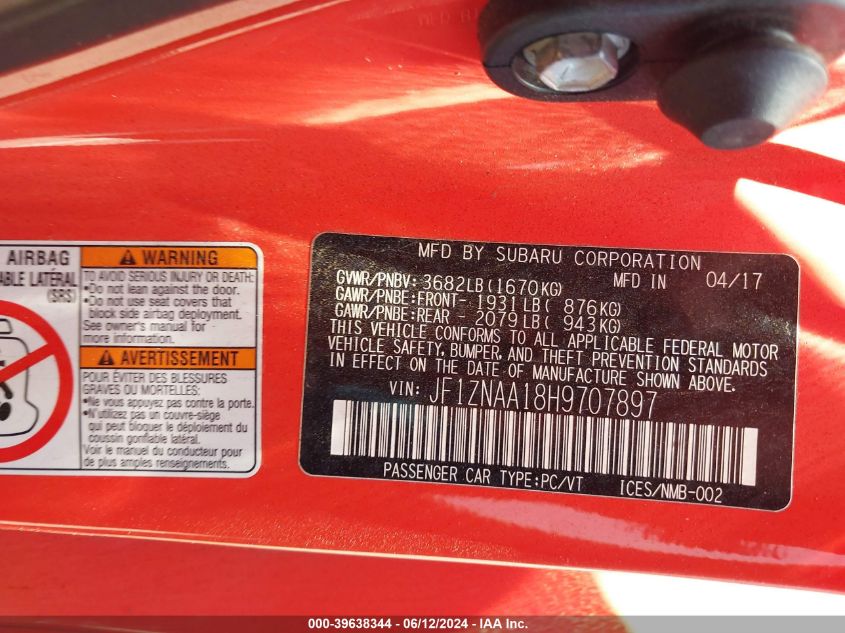 AIRBAG
ABLE LATÉRAL
(SRS)
WARNING
TO AVOID SERIOUS INJURY OR DEATH:
•Do not lean against the door.
•Do not use seat covers that
block side airbag deployment.
See owner's manual for
more information.
AVERTISSEMENT
POUR ÉVITER DES BLESSURES
GRAVES OU MORTELLES:
•Ne pas s'appuyer contre la porte.
•N'utilizes pas un couvre-siège
qui peut bloquer le déploiement du
coussin gonflable latéral.
Voir le manuel du conducteur pour
de plus amples renseignements.
MFD BY SUBARU CORPORATION
GVWR/PNBV: 3682LB(1670KG) MFD IN 04/17
GAWR/PNBE:FRONT- 1931LB( 876KG)
GAWR/PNBE:REAR - 2079LB( 943KG)
THIS VEHICLE CONFORMS TO ALL APPLICABLE FEDERAL MOTOR
VEHICLE SAFETY, BUMPER, AND THEFT PREVENTION STANDARDS
IN EFFECT ON THE DATE OF MANUFACTURE SHOWN ABOVE.
VIN: JF1ZNAA18H9707897
PASSENGER CAR TYPE:PC/VT ICES/NMB-002
000-39638344 - 06/12/2024 - IAA Inc.